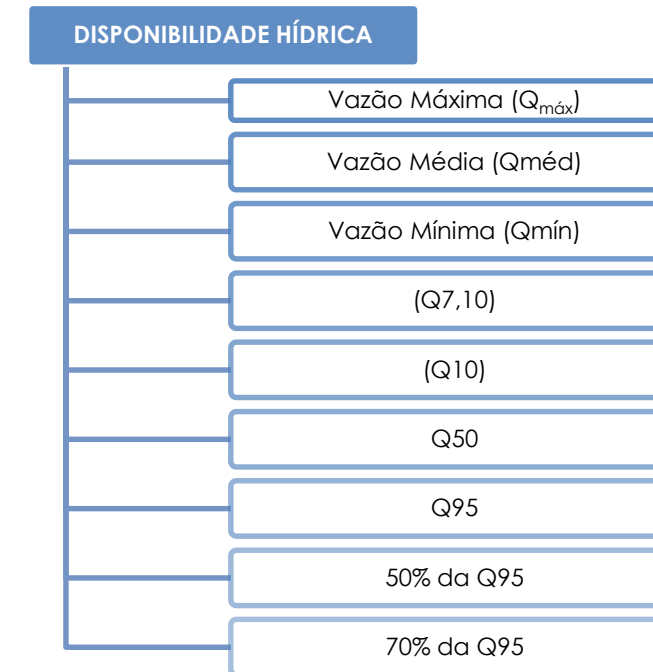 DISPONIBILIDADE HÍDRICA
Vazão Máxima (Qmáx)
Vazão Média (Qméd)
Vazão Mínima (Qmín)
(Q7,10)
(Q10)
Q50
Q95
50% da Q95
70% da Q95